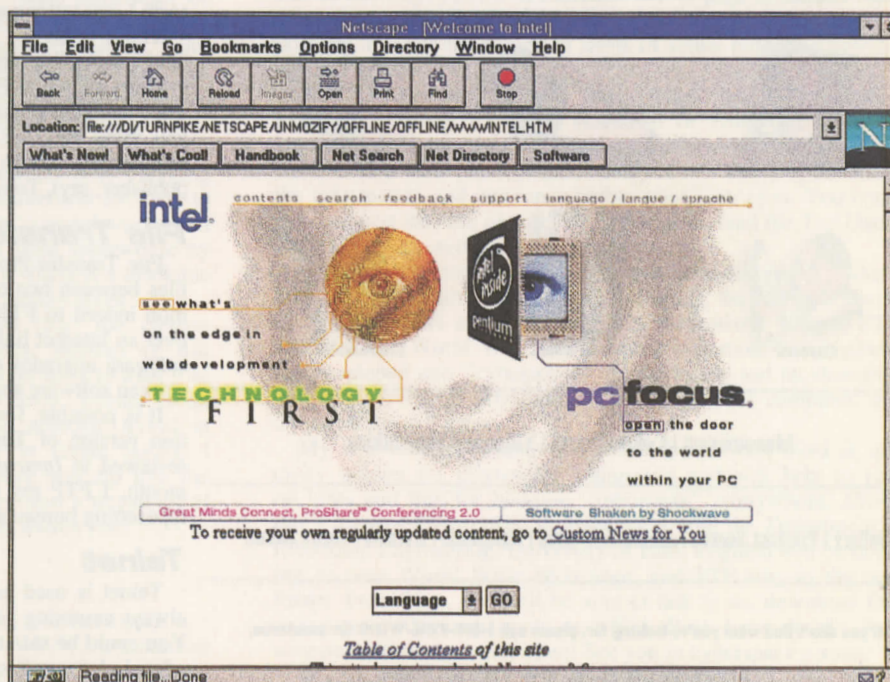 Netscape - [Welcome to Intel]
File Edit View Go Bookmarks Options Directory Window Help
Back Forward Home Reload Images Open Print Find Stop
Location: file:///D|/TURNPIKE/NETSCAPE/UNMOZIFY/OFFLINE/OFFLINE/WWWINTEL.HTM
N
What's New! What's Cool! Handbook Net Search Net Directory Software
intel.
contents search feedback support language / langue / sprache
intel inside
pentium
see what's
on the edge in
web development
TECHNOLOGY
FIRST
pc focus.
open the door
to the world
within your PC
Great Minds Connect, ProShare™ Conferencing 2.0
Software Shaken by Shockwave
To receive your own regularly updated content, go to Custom News for You
Language GO
Table of Contents of this site
Reading file...Done